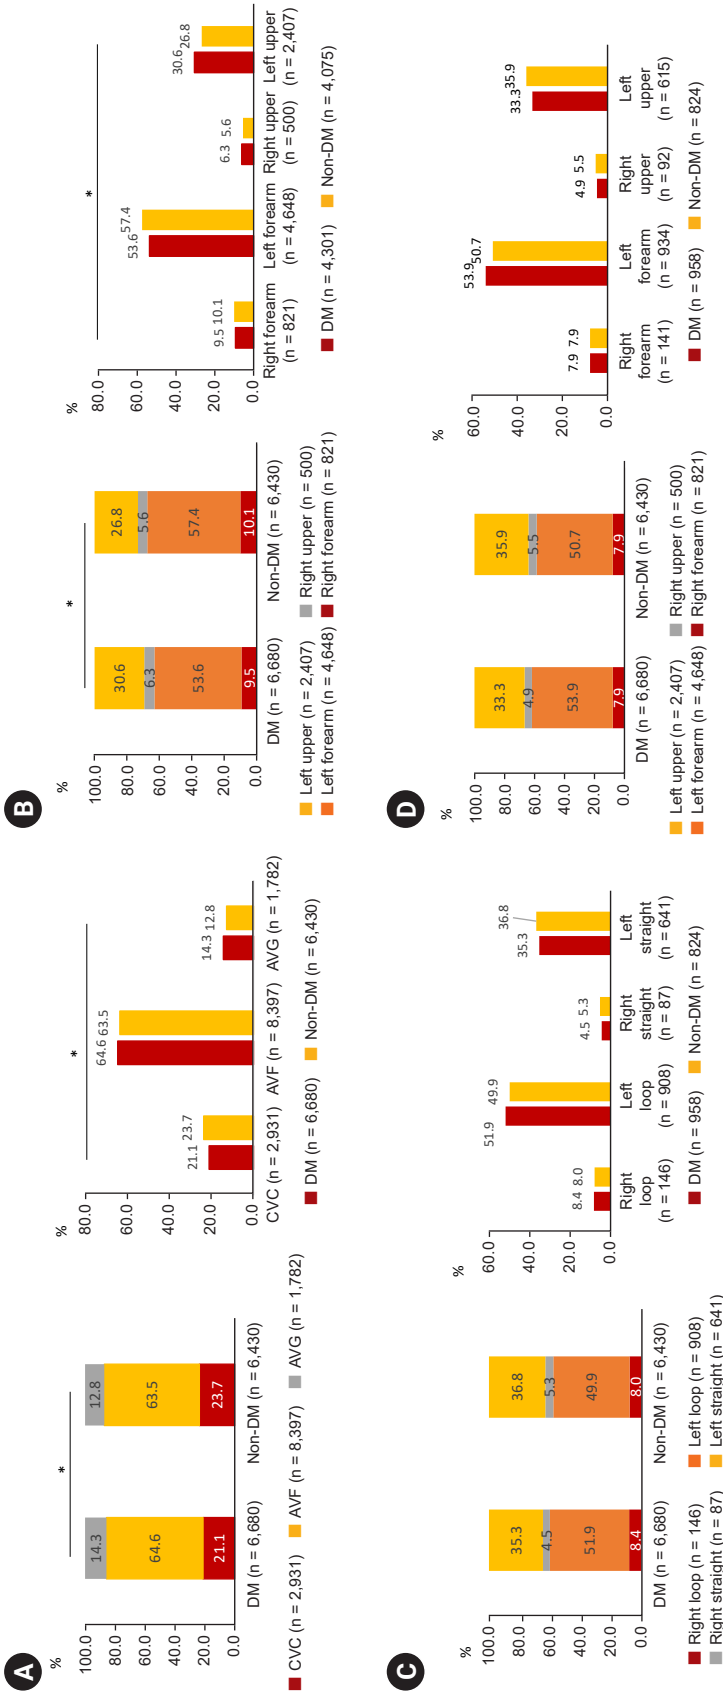 A
%
100.0
80.0
60.0
40.0
20.0
0.0
*
14.3
64.6
21.1
12.8
63.5
23.7
DM (n = 6,680)
Non-DM (n = 6,430)
CVC (n = 2,931)
AVF (n = 8,397)
AVG (n = 1,782)
%
80.0
60.0
40.0
20.0
0.0
*
21.1
23.7
64.6
63.5
14.3
12.8
CVC (n = 2,931)
AVF (n = 8,397)
AVG (n = 1,782)
DM (n = 6,680)
Non-DM (n = 6,430)
B
%
100.0
80.0
60.0
40.0
20.0
0.0
*
30.6
6.3
53.6
9.5
26.8
5.6
57.4
10.1
DM (n = 6,680)
Non-DM (n = 6,430)
Left upper (n = 2,407)
Right upper (n = 500)
Left forearm (n = 4,648)
Right forearm (n = 821)
%
80.0
60.0
40.0
20.0
0.0
*
9.5
10.1
53.6
57.4
6.3
5.6
30.6
26.8
Right forearm
(n = 821)
Left forearm
(n = 4,648)
Right upper
(n = 500)
Left upper
(n = 2,407)
DM (n = 4,301)
Non-DM (n = 4,075)
C
%
100.0
80.0
60.0
40.0
20.0
0.0
35.3
4.5
51.9
8.4
36.8
5.3
49.9
8.0
DM (n = 6,680)
Non-DM (n = 6,430)
Right loop (n = 146)
Left loop (n = 908)
Right straight (n = 87)
Left straight (n = 641)
%
60.0
40.0
20.0
0.0
8.4
8.0
51.9
49.9
4.5
5.3
35.3
36.8
Right
loop
(n = 146)
Left
loop
(n = 908)
Right
straight
(n = 87)
Left
straight
(n = 641)
DM (n = 958)
Non-DM (n = 824)
D
%
100.0
80.0
60.0
40.0
20.0
0.0
33.3
4.9
53.9
7.9
35.9
5.5
50.7
7.9
DM (n = 6,680)
Non-DM (n = 6,430)
Left upper (n = 2,407)
Right upper (n = 500)
Left forearm (n = 4,648)
Right forearm (n = 821)
%
60.0
40.0
20.0
0.0
7.9
7.9
53.9
50.7
4.9
5.5
33.3
35.9
Right
forearm
(n = 141)
Left
forearm
(n = 934)
Right
upper
(n = 92)
Left
upper
(n = 615)
DM (n = 958)
Non-DM (n = 824)